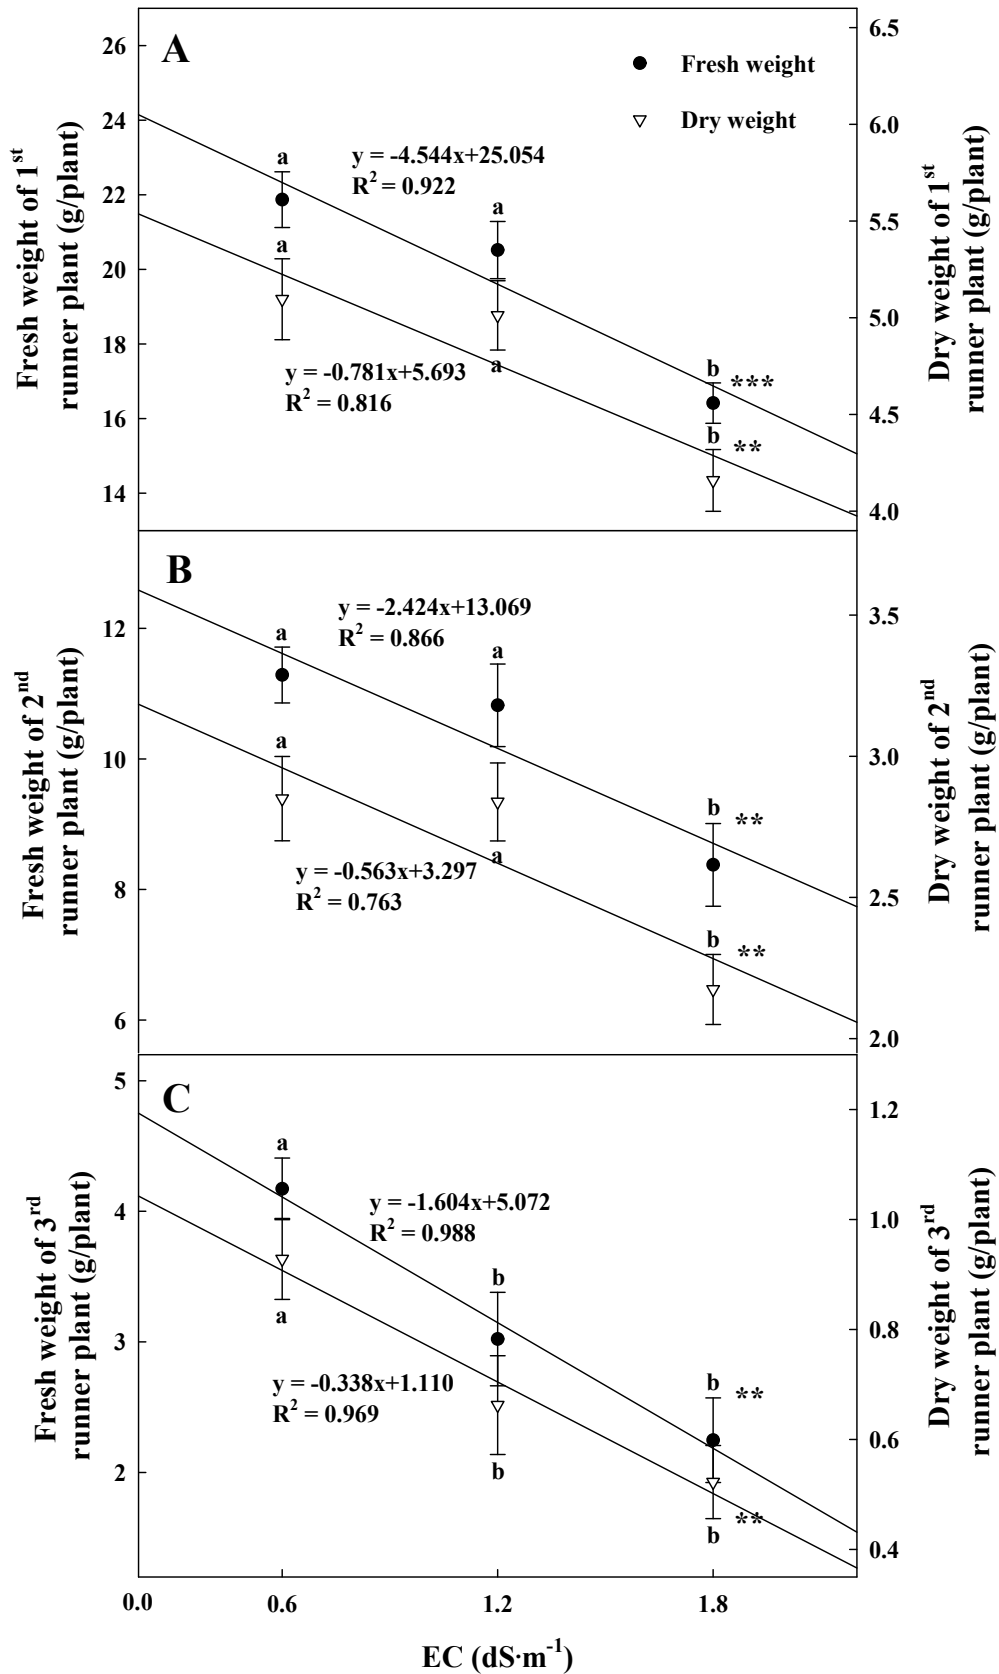 A
Fresh weight
Dry weight
26
24
22
20
18
16
14
Fresh weight of 1st
runner plant (g/plant)
6.5
6.0
5.5
5.0
4.5
4.0
Dry weight of 1st
runner plant (g/plant)
a
y = -4.544x+25.054
R2 = 0.922
a
a
y = -0.781x+5.693
R2 = 0.816
a
b ***
b **
B
12
10
8
6
Fresh weight of 2nd
runner plant (g/plant)
3.5
3.0
2.5
2.0
Dry weight of 2nd
runner plant (g/plant)
y = -2.424x+13.069
R2 = 0.866
a
a
a
y = -0.563x+3.297
R2 = 0.763
a
b **
b **
C
5
4
3
2
Fresh weight of 3rd
runner plant (g/plant)
1.2
1.0
0.8
0.6
0.4
Dry weight of 3rd
runner plant (g/plant)
a
y = -1.604x+5.072
R2 = 0.988
b
a
y = -0.338x+1.110
R2 = 0.969
b
b **
**
b
0.0 0.6 1.2 1.8
EC (dS·m-1)